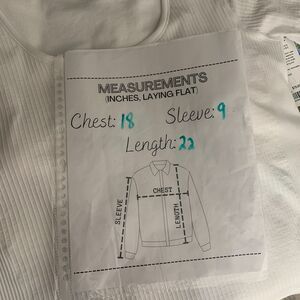 MEASUREMENTS
(INCHES, LAYING FLAT)
Chest: 18 Sleeve: 9
Length: 22
CHEST
SLEEVE
LENGTH